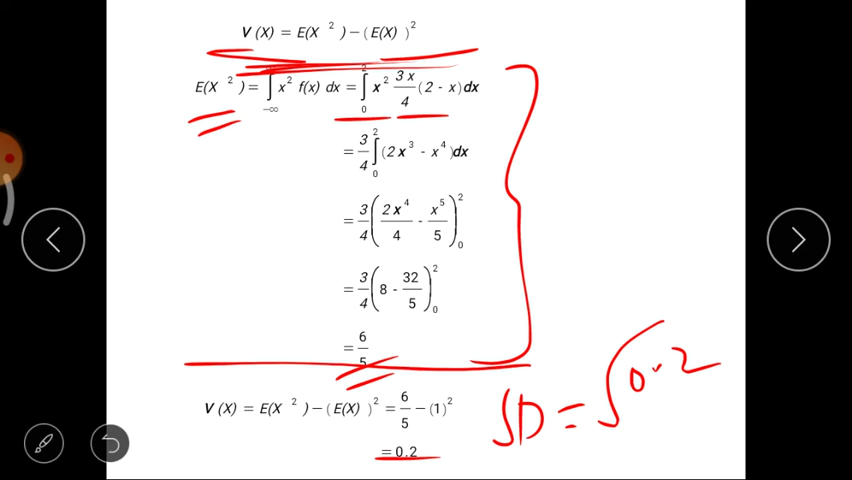 V (X) = E(X ²) − ( E(X) )²
E(X ²) = ∫_{−∞} x² f(x) dx = ∫₀² x² 3x/4 (2 - x)dx
= 3/4 ∫₀² (2x³ - x⁴)dx
= 3/4 (2x⁴/4 - x⁵/5)₀²
= 3/4 (8 - 32/5)₀²
= 6/5
V (X) = E(X ²) − ( E(X) )² = 6/5 − (1)²
= 0.2
SD = √0.2